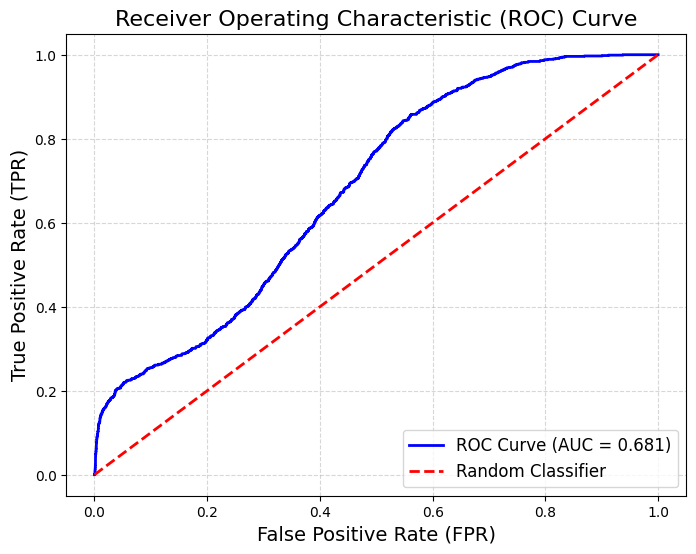 Receiver Operating Characteristic (ROC) Curve
1.0
0.8
0.6
0.4
0.2
0.0
True Positive Rate (TPR)
ROC Curve (AUC = 0.681)
Random Classifier
0.0 0.2 0.4 0.6 0.8 1.0
False Positive Rate (FPR)